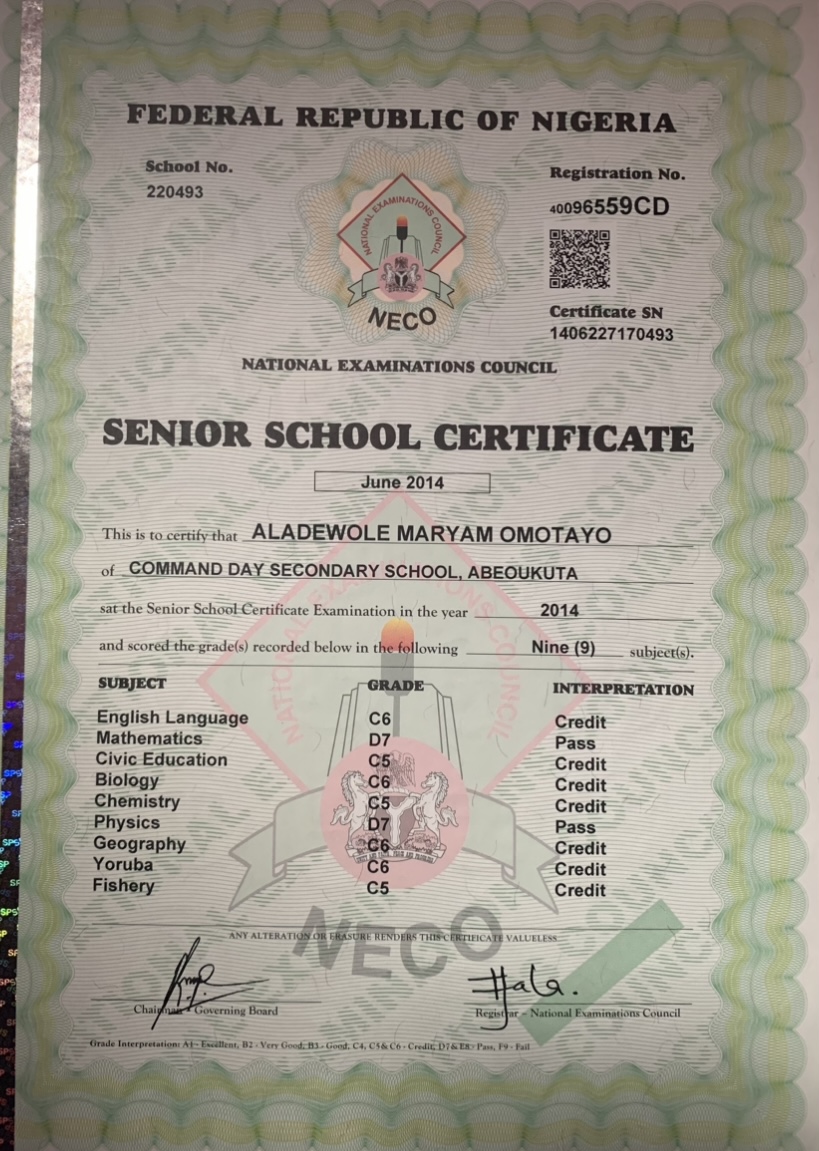 FEDERAL REPUBLIC OF NIGERIA
School No.
220493
Registration No.
40096559CD
NATIONAL EXAMINATIONS COUNCIL
NECO
Certificate SN
1406227170493
NATIONAL EXAMINATIONS COUNCIL
SENIOR SCHOOL CERTIFICATE
June 2014
This is to certify that ALADEWOLE MARYAM OMOTAYO
of COMMAND DAY SECONDARY SCHOOL, ABEOUKUTA
sat the Senior School Certificate Examination in the year 2014
and scored the grade(s) recorded below in the following Nine (9) subject(s).
SUBJECT GRADE INTERPRETATION
English Language C6 Credit
Mathematics D7 Pass
Civic Education C5 Credit
Biology C6 Credit
Chemistry C5 Credit
Physics D7 Pass
Geography C6 Credit
Yoruba C6 Credit
Fishery C5 Credit
NECO
ANY ALTERATION OR ERASURE RENDERS THIS CERTIFICATE VALUELESS
Chairman - Governing Board
Registrar - National Examinations Council
Grade Interpretation: A1 - Excellent, B2 - Very Good, B3 - Good, C4, C5 & C6 - Credit, D7 & E8 - Pass, F9 - Fail